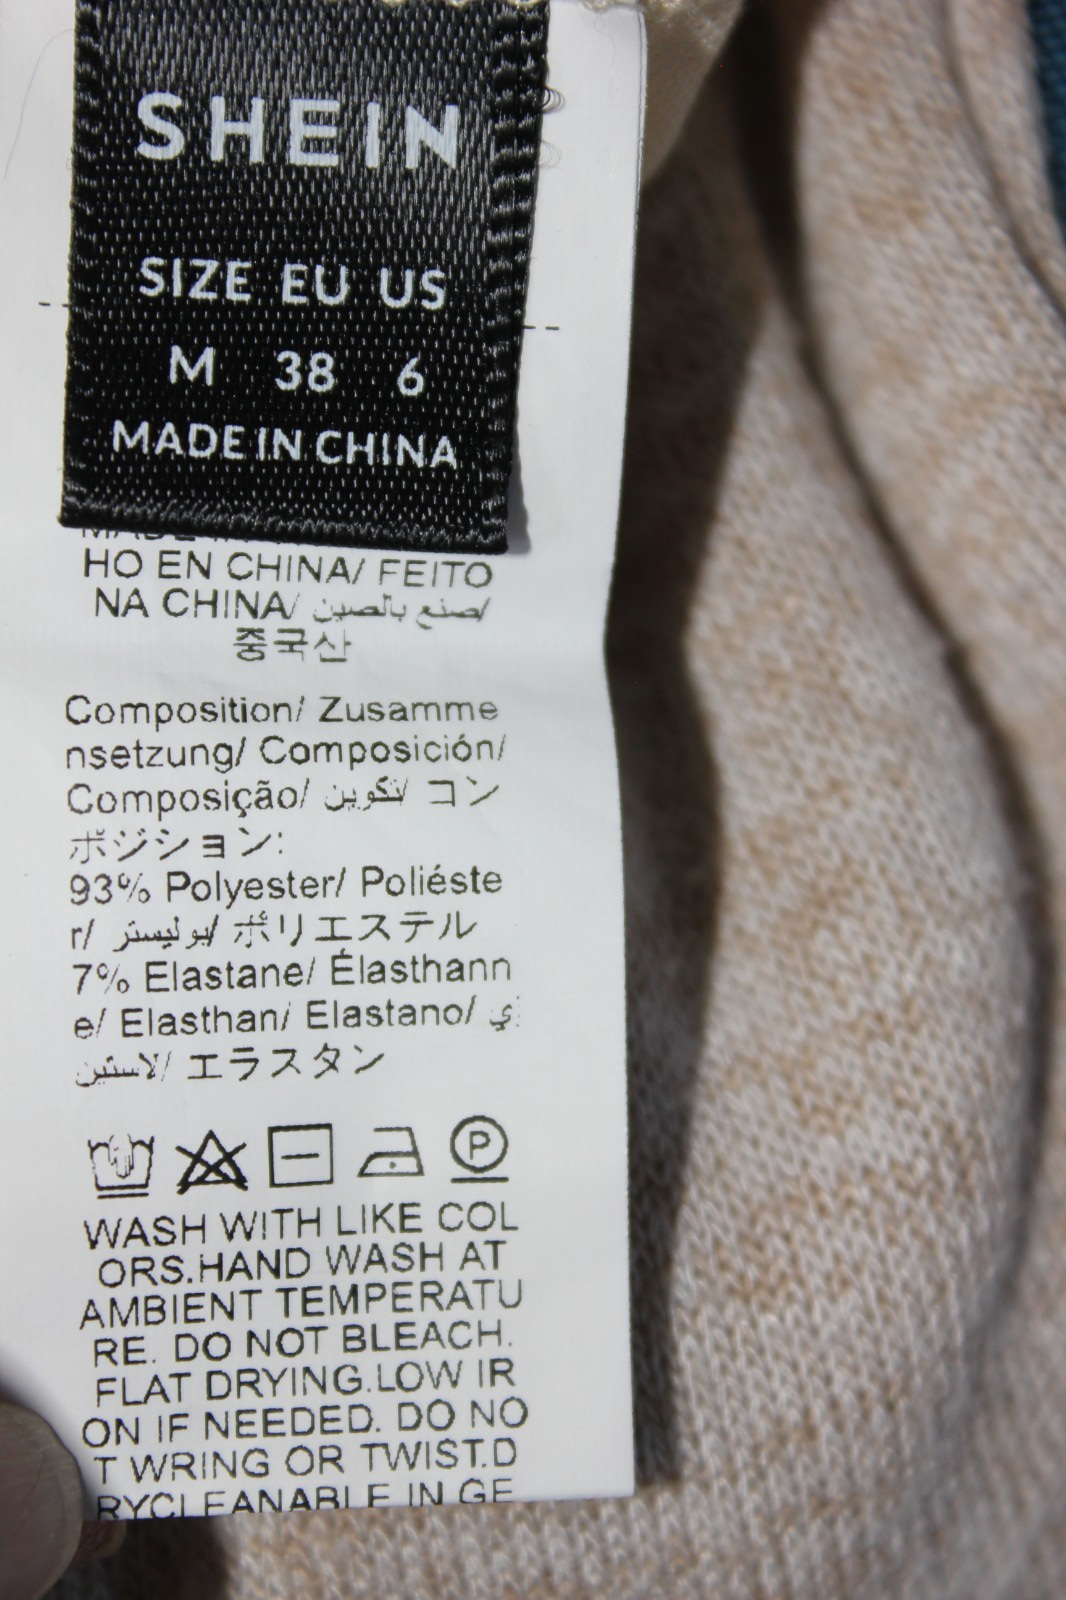 SHEIN
SIZE EU US
M 38 6
MADE IN CHINA
HO EN CHINA/ FEITO
NA CHINA/ صنع بالصين/
중국산
Composition/ Zusamme
nsetzung/ Composición/
Composição/ تكوين/ コン
ポジション:
93% Polyester/ Poliéste
r/ بوليستر/ ポリエステル
7% Elastane/ Élasthann
e/ Elasthan/ Elastano/ إي
لاستين/ エラスタン
P
WASH WITH LIKE COL
ORS.HAND WASH AT
AMBIENT TEMPERATU
RE. DO NOT BLEACH.
FLAT DRYING.LOW IR
ON IF NEEDED. DO NO
T WRING OR TWIST.D
RYCLEANABLE IN GE